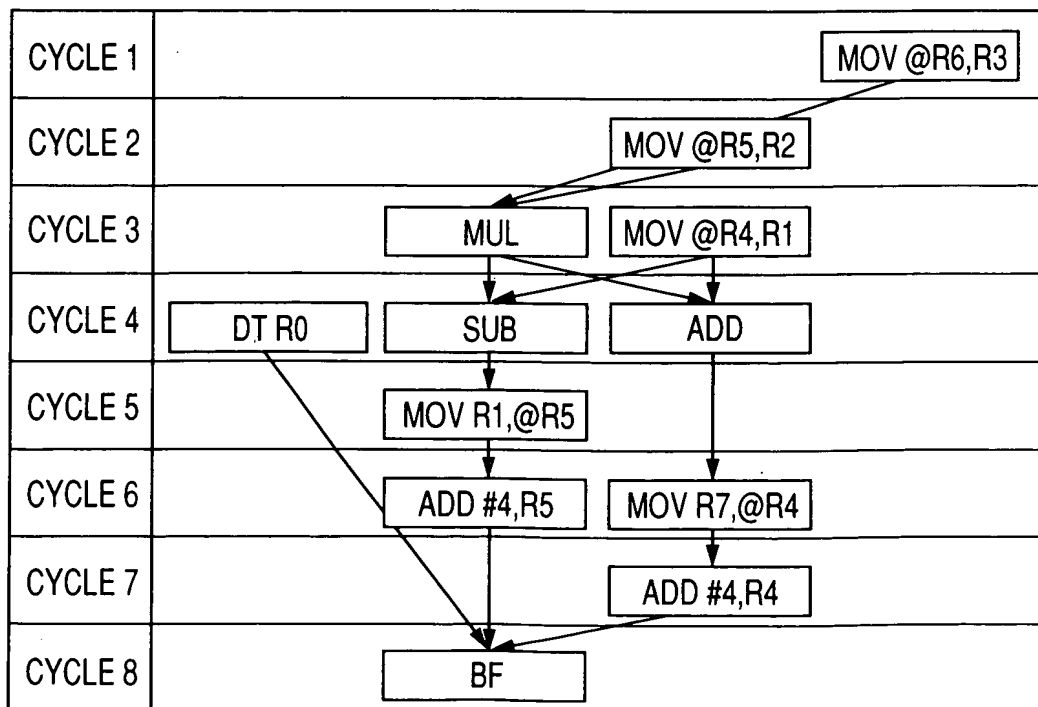 CYCLE 1
MOV @R6,R3
CYCLE 2
MOV @R5,R2
CYCLE 3
MUL
MOV @R4,R1
CYCLE 4
DT R0
SUB
ADD
CYCLE 5
MOV R1,@R5
CYCLE 6
ADD #4,R5
MOV R7,@R4
CYCLE 7
ADD #4,R4
CYCLE 8
BF